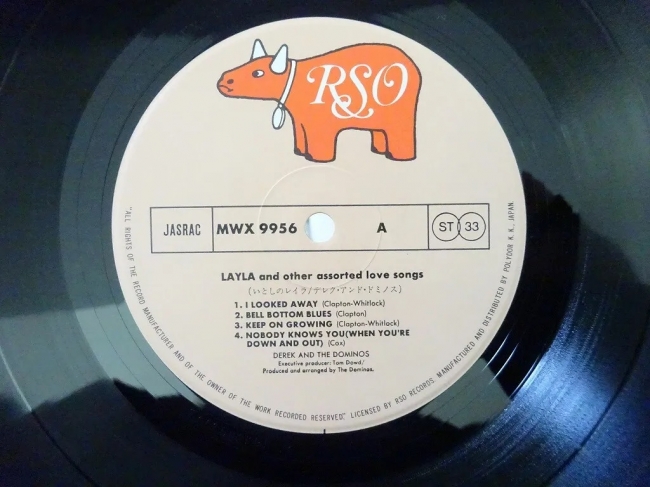 RSO
JASRAC
MWX 9956
A
ST 33
LAYLA and other assorted love songs
(いとしのレイラ/デレク・アンド・ドミノス)
1. I LOOKED AWAY (Clapton-Whitlock)
2. BELL BOTTOM BLUES (Clapton)
3. KEEP ON GROWING (Clapton-Whitlock)
4. NOBODY KNOWS YOU(WHEN YOU'RE
DOWN AND OUT) (Cox)
DEREK AND THE DOMINOS
Executive producer: Tom Dowd/
Produced and arranged by The Dominos.
"ALL RIGHTS OF THE RECORD MANUFACTURER AND OF THE OWNER OF THE WORK RECORDED RESERVED." LICENSED BY RSO RECORDS. MANUFACTURED AND DISTRIBUTED BY POLYDOR K.K., JAPAN.